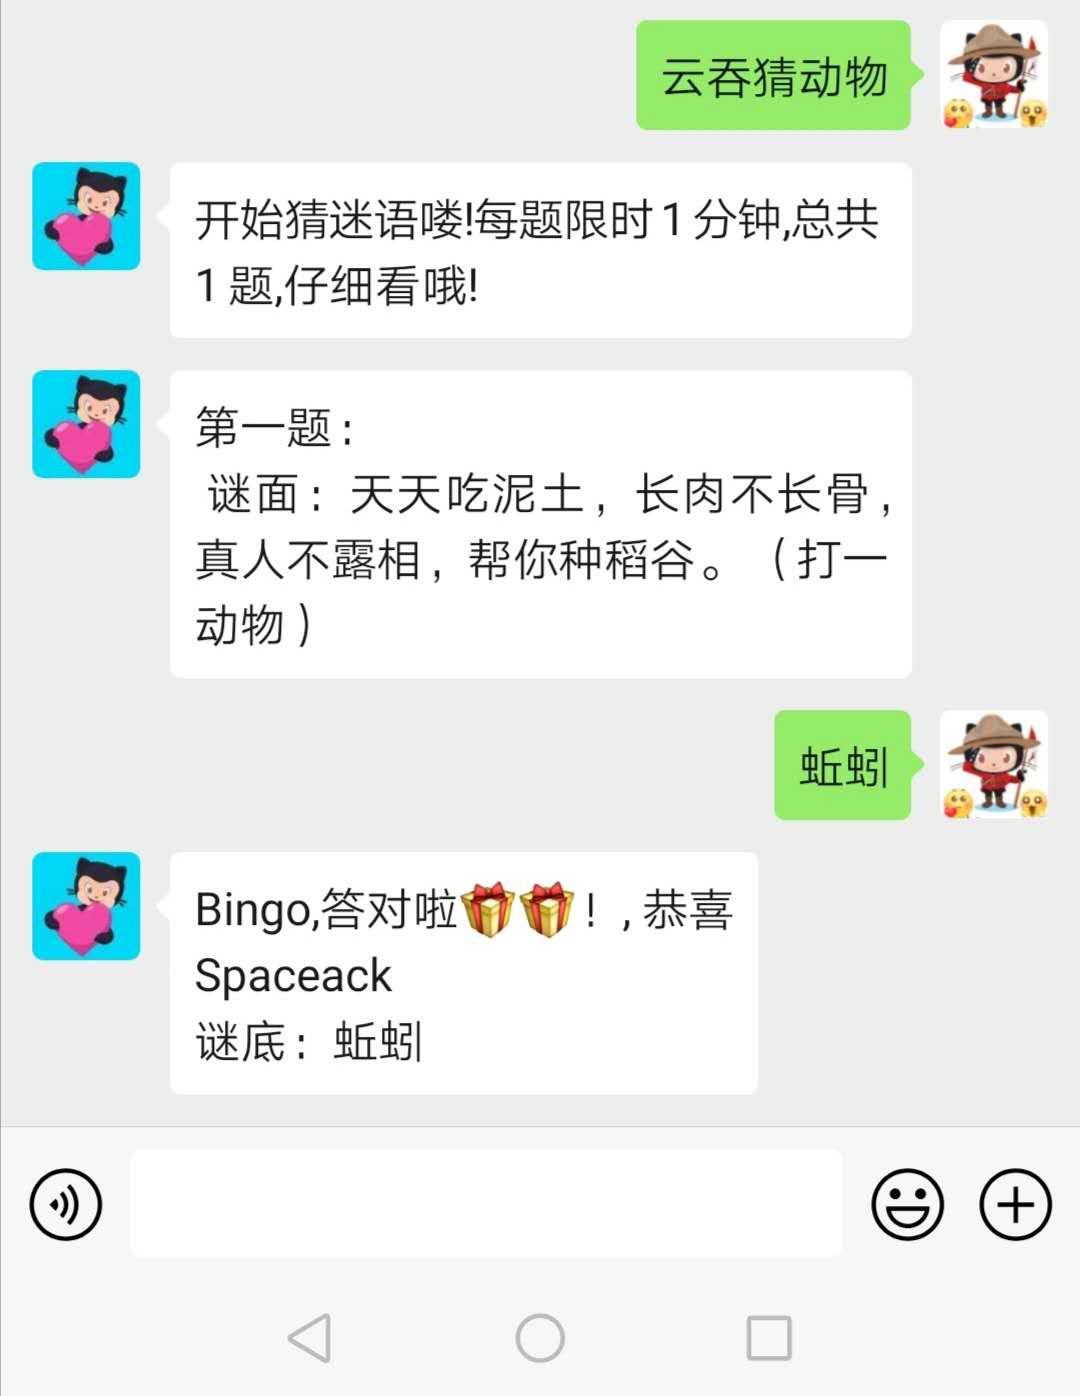 云吞猜动物
开始猜迷语喽!每题限时1分钟,总共
1题,仔细看哦!
第一题:
谜面：天天吃泥土，长肉不长骨，
真人不露相，帮你种稻谷。（打一
动物）
蚯蚓
Bingo,答对啦🎁🎁！,恭喜
Spaceack
谜底：蚯蚓